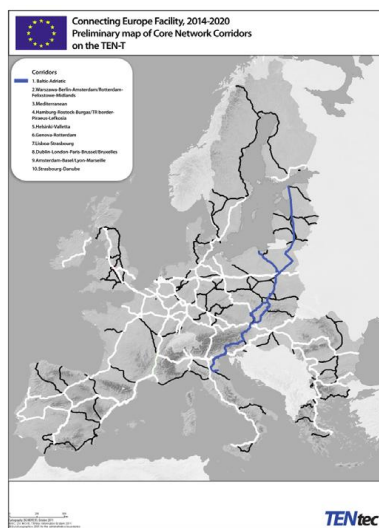 Connecting Europe Facility, 2014-2020
Preliminary map of Core Network Corridors
on the TEN-T
Corridors
1. Baltic-Adriatic
2.Warszawa-Berlin-Amsterdam/Rotterdam-
Felixstowe-Midlands
3.Mediterranean
4.Hamburg-Rostock-Burgas/TR border-
Piraeus-Lefkosia
5.Helsinki-Valletta
6.Genova-Rotterdam
7.Lisboa-Strasbourg
8.Dublin-London-Paris-Brussel/Bruxelles
9.Amsterdam-Basel/Lyon-Marseille
10.Strasbourg-Danube
TENtec